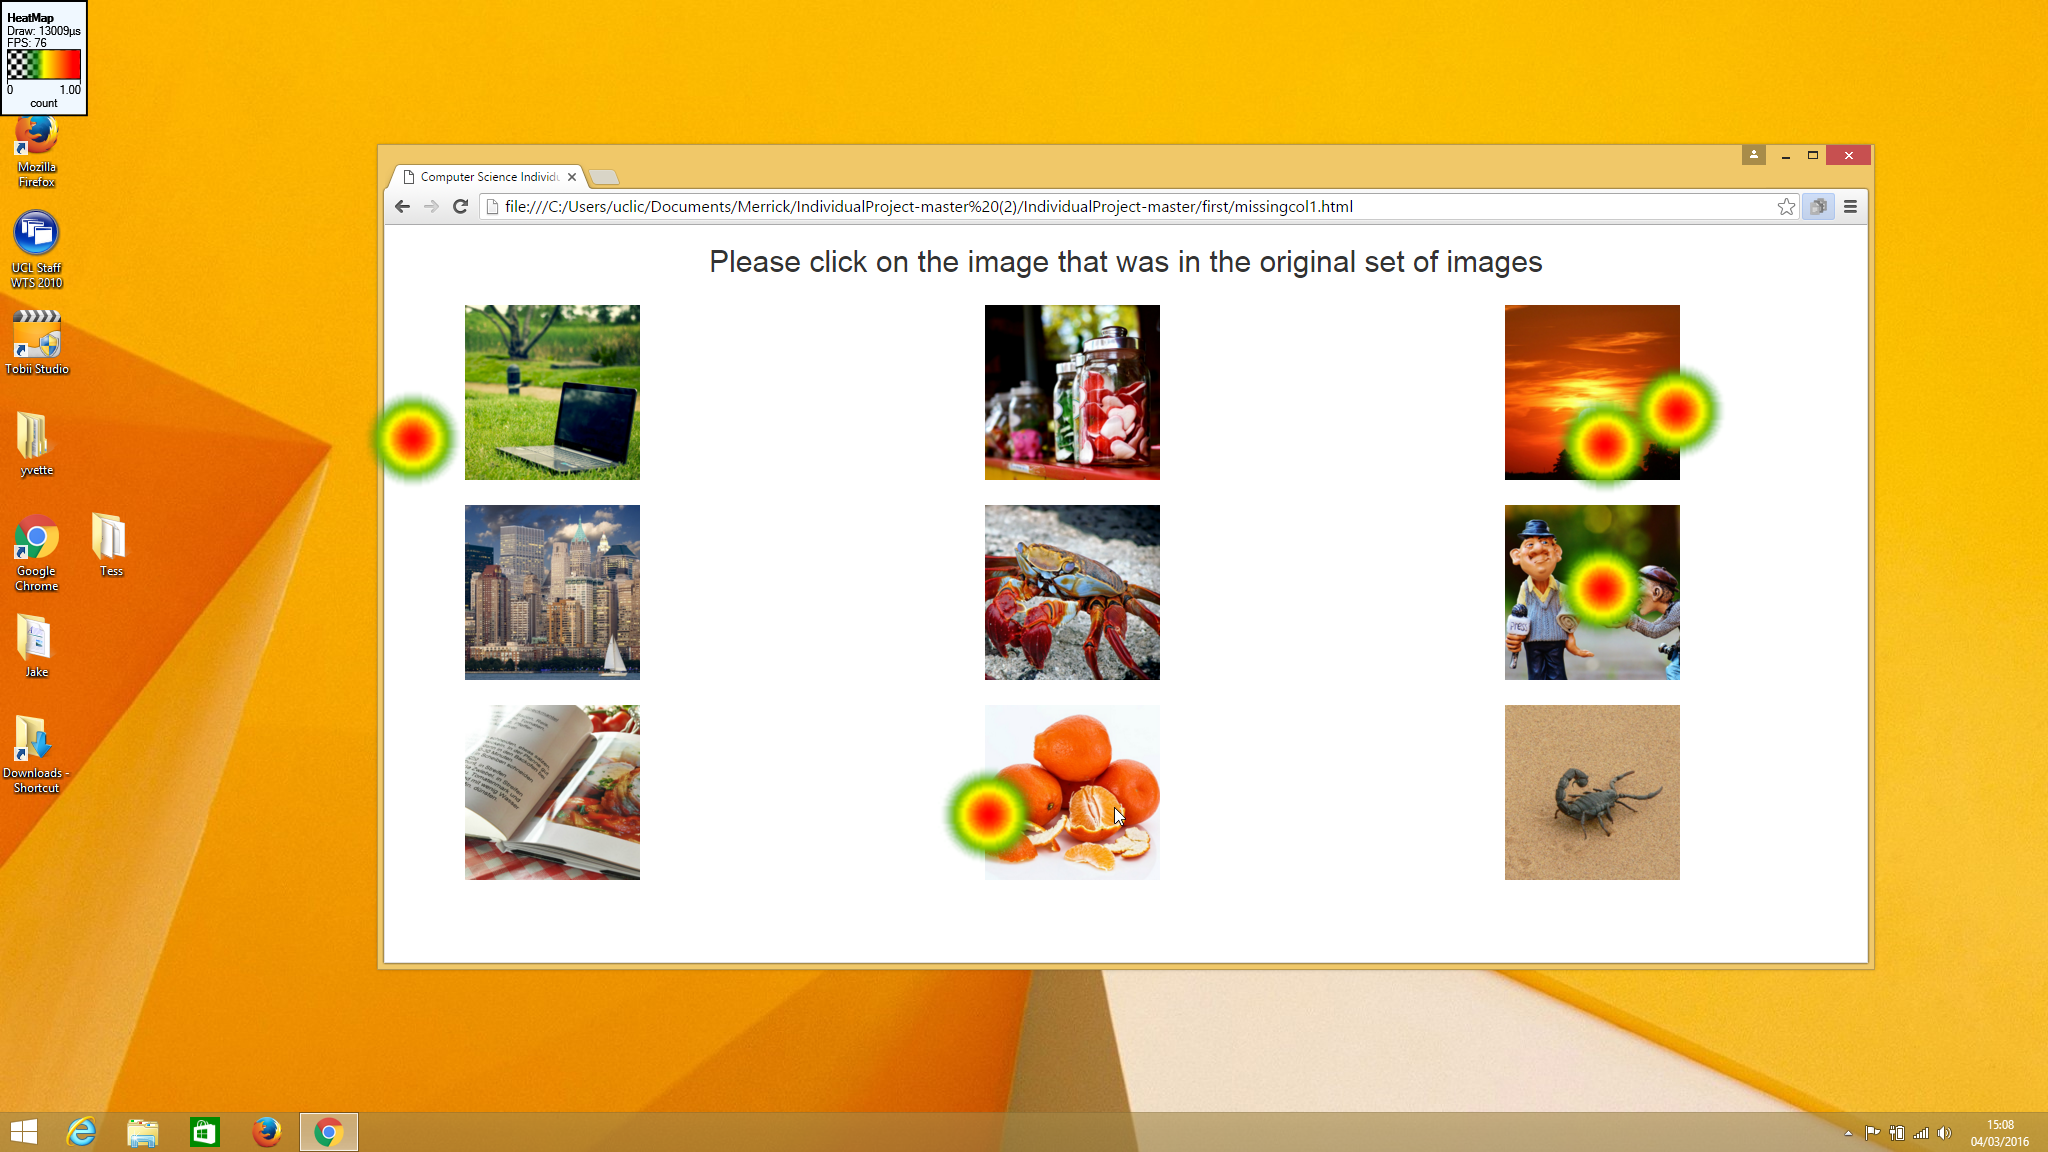 HeatMap
Draw: 13009µs
FPS: 76
0 1.00
count
Mozilla
Firefox
UCL Staff
WTS 2010
Tobii Studio
yvette
Google
Chrome
Tess
Jake
Downloads -
Shortcut
Computer Science Individu
file:///C:/Users/uclic/Documents/Merrick/IndividualProject-master%20(2)/IndividualProject-master/first/missingcol1.html
Please click on the image that was in the original set of images
PRESS
15:08
04/03/2016